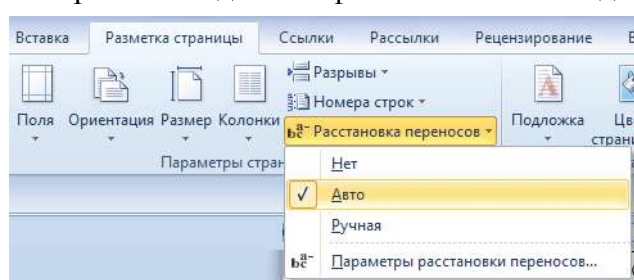 Вставка Разметка страницы Ссылки Рассылки Рецензирование
Разрывы
Номера строк
Поля Ориентация Размер Колонки Расстановка переносов Подложка
Параметры стран
Нет
Авто
Ручная
Параметры расстановки переносов...